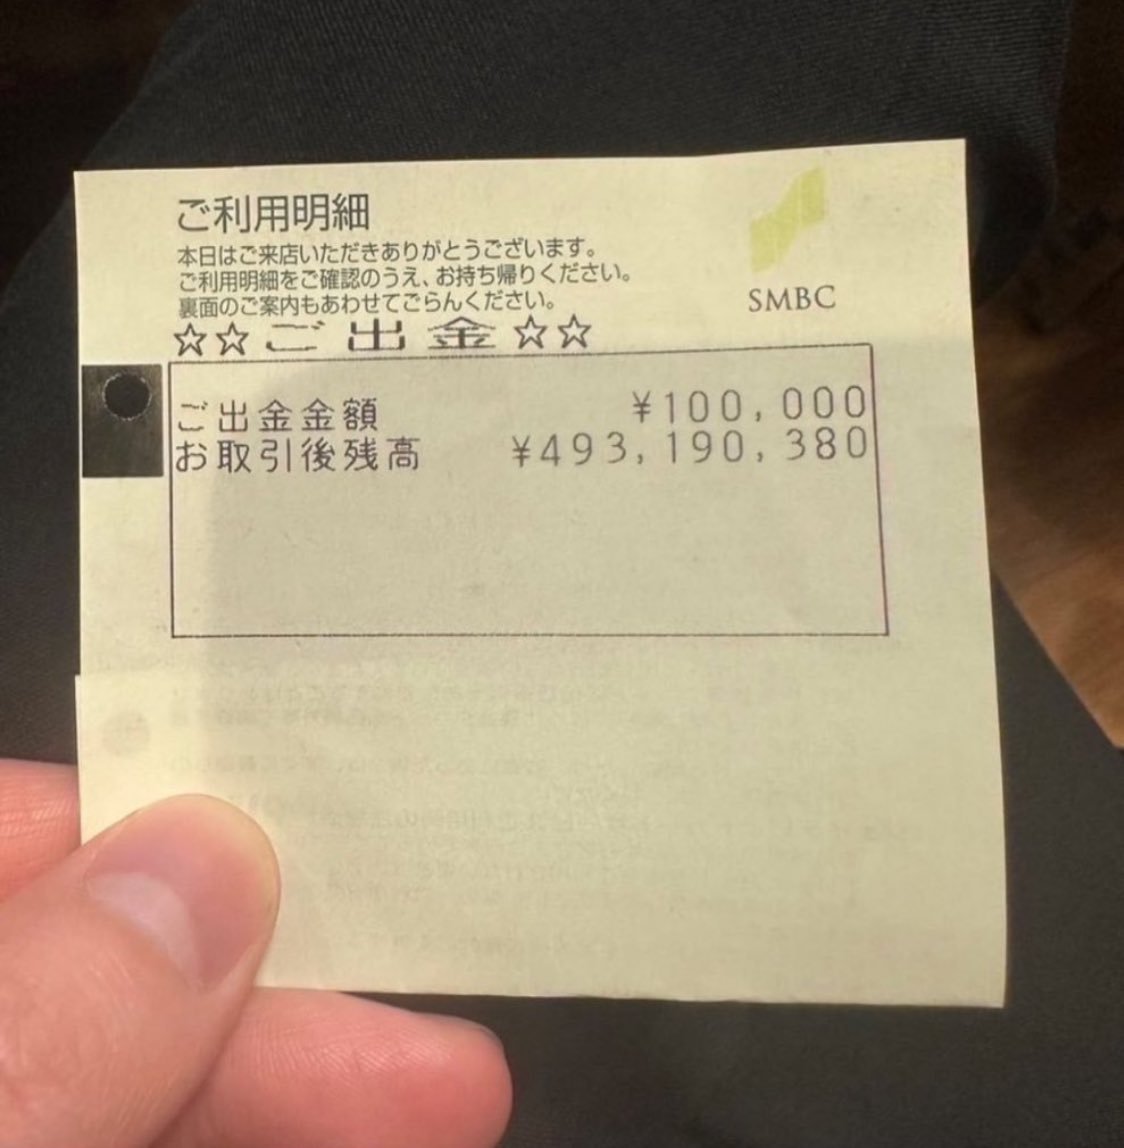 ご利用明細
本日はご来店いただきありがとうございます。
ご利用明細をご確認のうえ、お持ち帰りください。
裏面のご案内もあわせてごらんください。
SMBC
☆☆ご出金☆☆
ご出金金額 ¥100,000
お取引後残高 ¥493,190,380